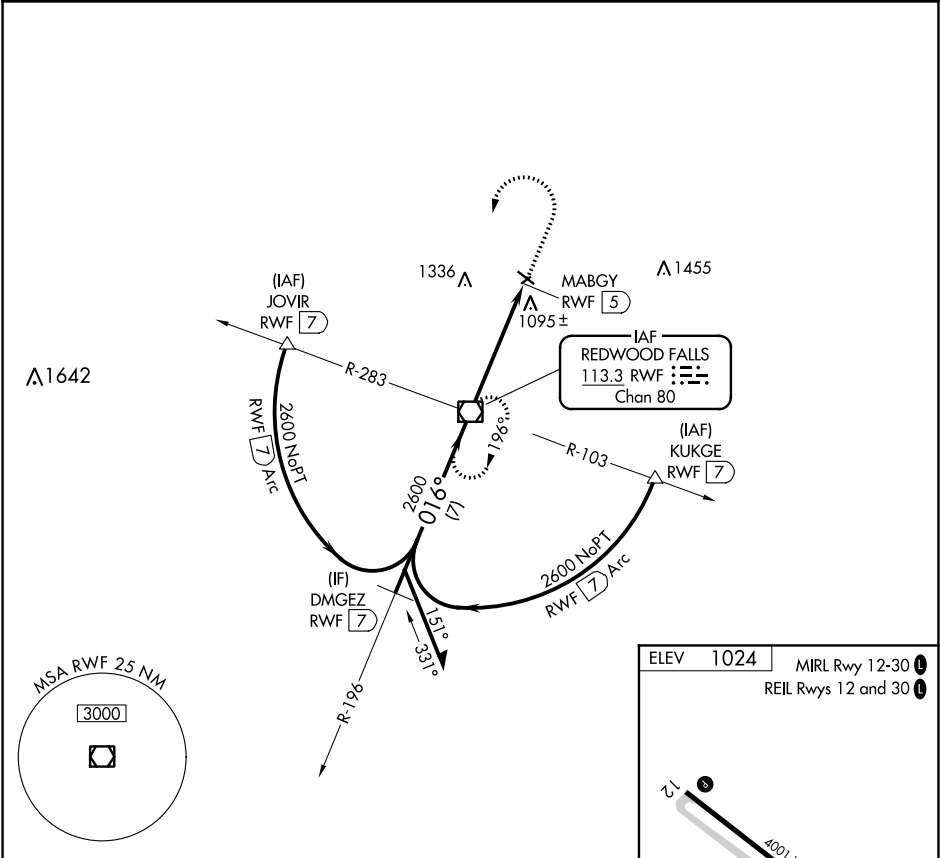 1336
1455
MABGY
RWF 5
1095 ±
(IAF)
JOVIR
RWF 7
IAF
REDWOOD FALLS
113.3 RWF
Chan 80
1642
R-283
2600 NoPT
RWF 7 Arc
196°
R-103
(IAF)
KUKGE
RWF 7
2600
016°
(7)
2600 NoPT
RWF 7 Arc
(IF)
DMGEZ
RWF 7
151°
331°
R-196
MSA RWF 25 NM
3000
ELEV 1024
MIRL Rwy 12-30 L
REIL Rwys 12 and 30 L
12
P
4001